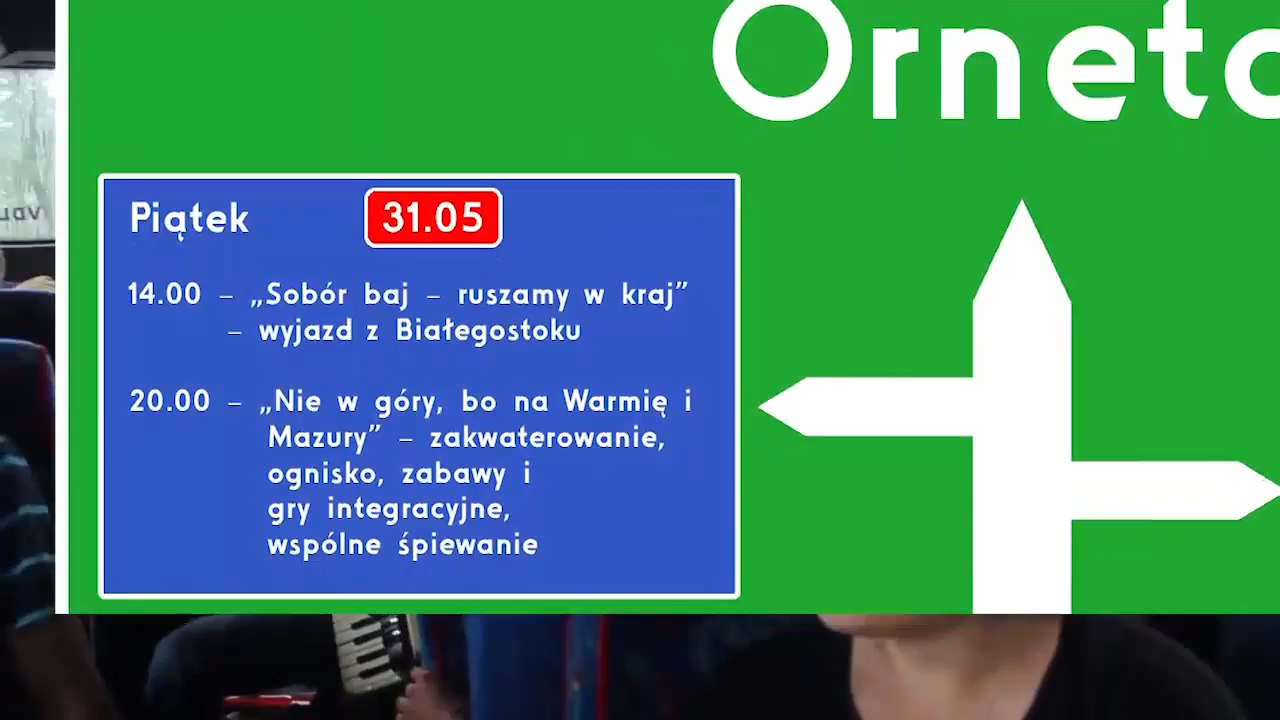 Piątek 31.05
14.00 – „Sobór baj – ruszamy w kraj”
– wyjazd z Białegostoku
20.00 – „Nie w góry, bo na Warmię i
Mazury” – zakwaterowanie,
ognisko, zabawy i
gry integracyjne,
wspólne śpiewanie